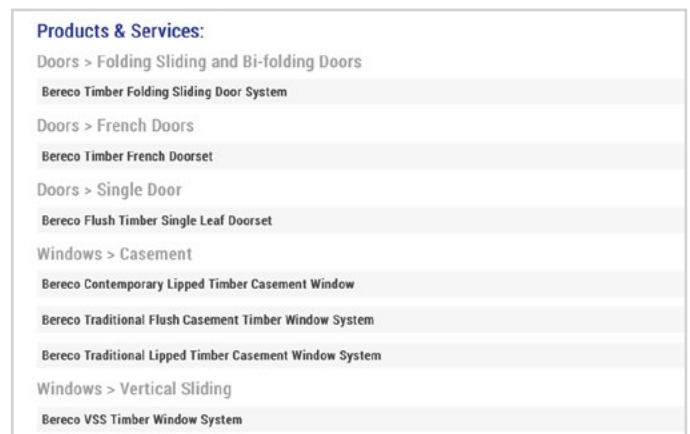 Products & Services:
Doors > Folding Sliding and Bi-folding Doors
Bereco Timber Folding Sliding Door System
Doors > French Doors
Bereco Timber French Doorset
Doors > Single Door
Bereco Flush Timber Single Leaf Doorset
Windows > Casement
Bereco Contemporary Lipped Timber Casement Window
Bereco Traditional Flush Casement Timber Window System
Bereco Traditional Lipped Timber Casement Window System
Windows > Vertical Sliding
Bereco VSS Timber Window System